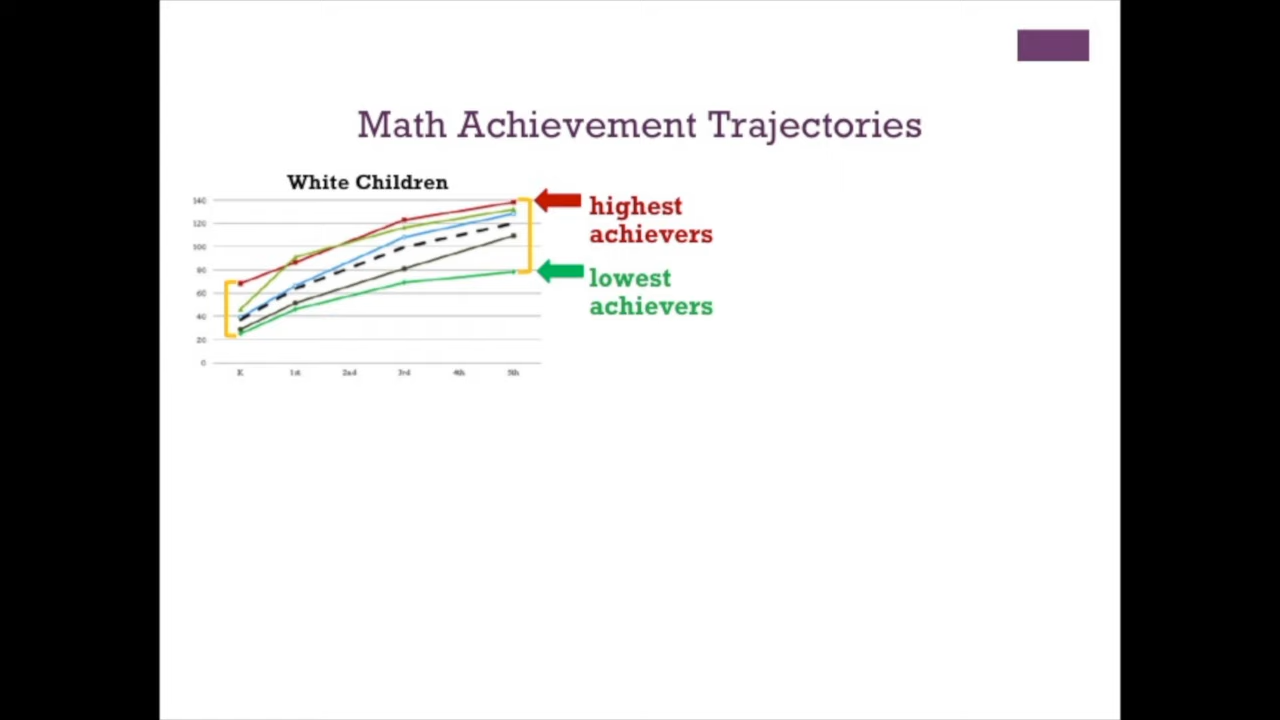 Math Achievement Trajectories
White Children
highest
achievers
lowest
achievers
140
120
100
80
60
40
20
0
K 1st 2nd 3rd 4th 5th